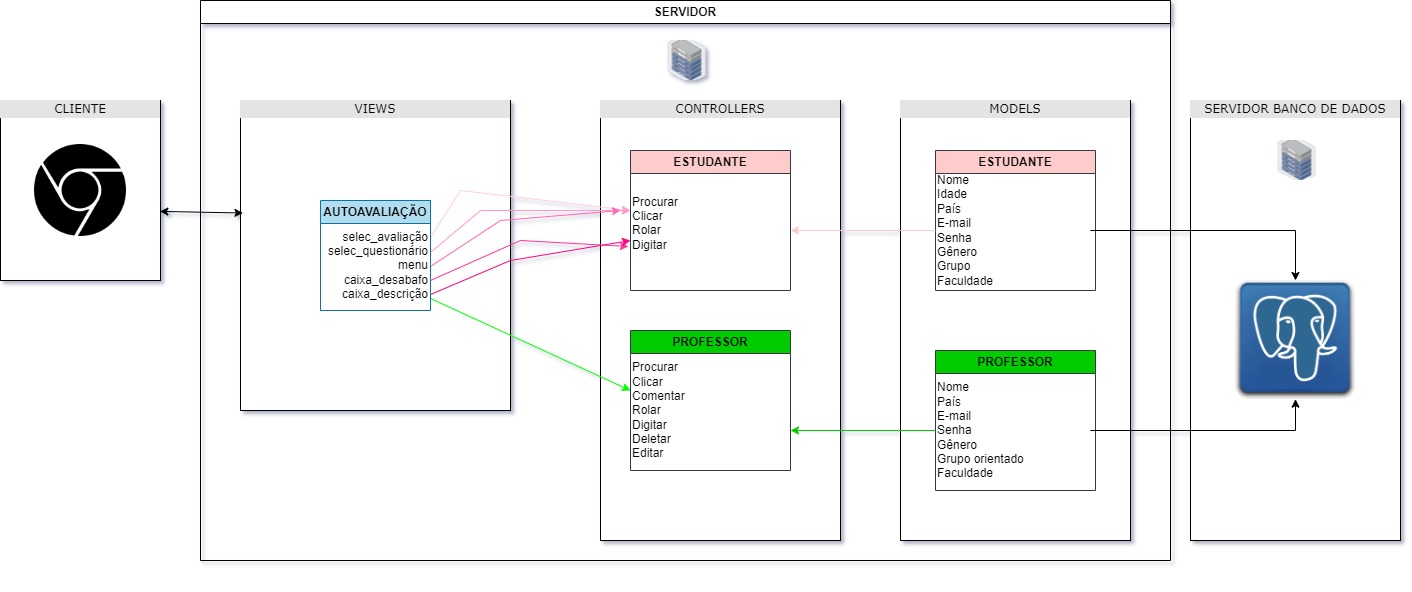 SERVIDOR
CLIENTE
VIEWS
AUTOAVALIAÇÃO
selec_avaliação
selec_questionário
menu
caixa_desabafo
caixa_descrição
CONTROLLERS
ESTUDANTE
Procurar
Clicar
Rolar
Digitar
PROFESSOR
Procurar
Clicar
Comentar
Rolar
Digitar
Deletar
Editar
MODELS
ESTUDANTE
Nome
Idade
País
E-mail
Senha
Gênero
Grupo
Faculdade
PROFESSOR
Nome
País
E-mail
Senha
Gênero
Grupo orientado
Faculdade
SERVIDOR BANCO DE DADOS